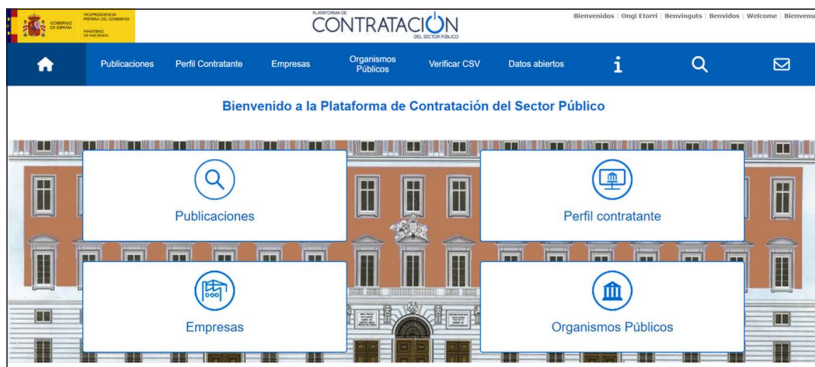 GOBIERNO
DE ESPAÑA
VICEPRESIDENCIA
PRIMERA DEL GOBIERNO
MINISTERIO
DE HACIENDA
PLATAFORMA DE
CONTRATACIÓN
DEL SECTOR PÚBLICO
Bienvenidos | Ongi Etorri | Benvinguts | Benvidos | Welcome | Bienvenu
Publicaciones
Perfil Contratante
Empresas
Organismos
Públicos
Verificar CSV
Datos abiertos
Bienvenido a la Plataforma de Contratación del Sector Público
Publicaciones
Perfil contratante
Empresas
Organismos Públicos